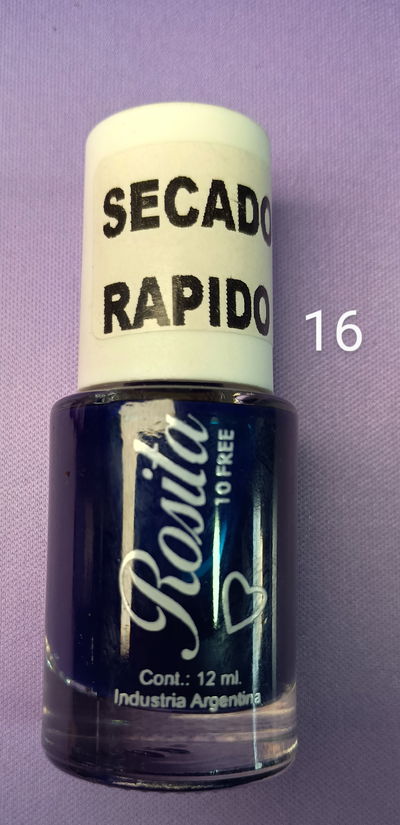 SECADO
RAPIDO
16
Rosita
10 FREE
Cont.: 12 ml.
Industria Argentina